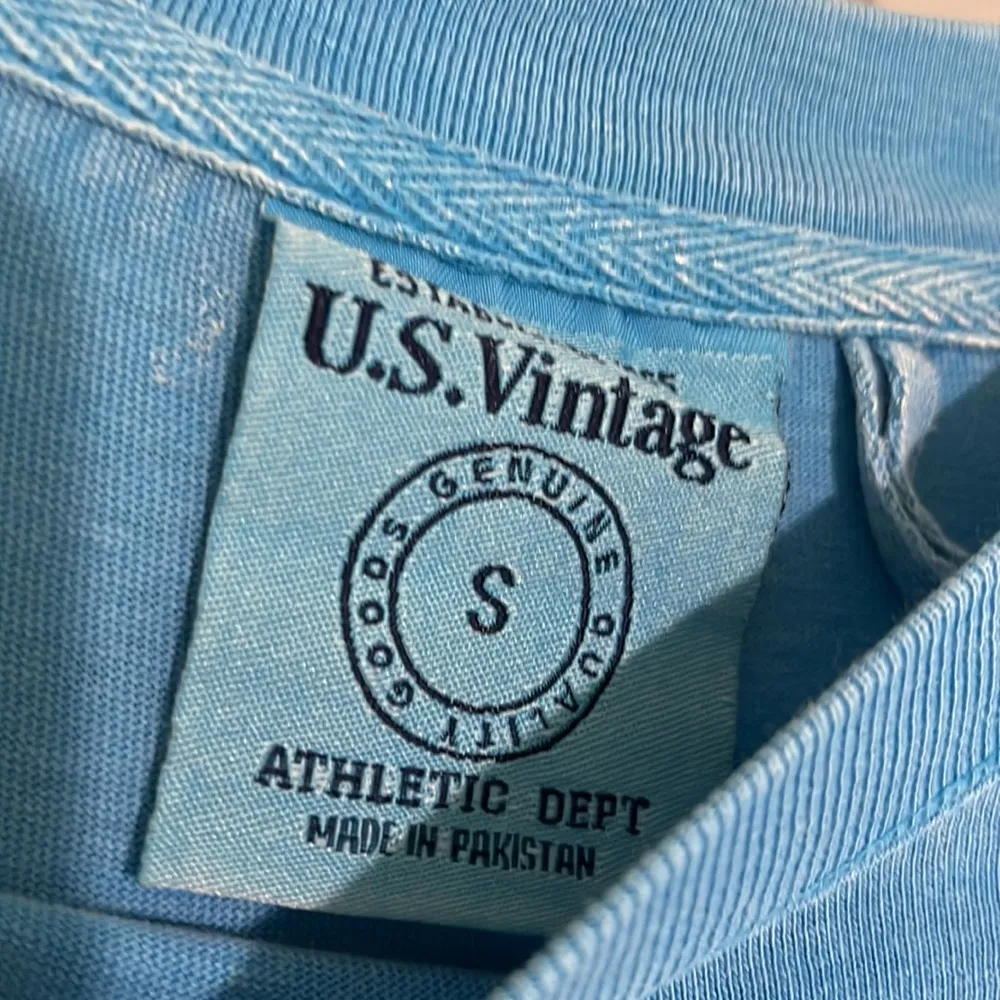 U.S. Vintage
GENUINE QUALITY GOODS
S
ATHLETIC DEPT
MADE IN PAKISTAN